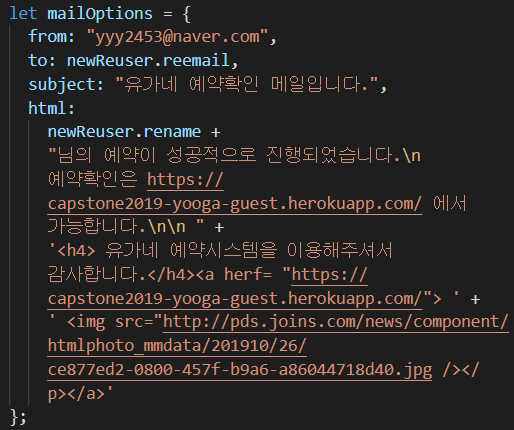 let mailOptions = {
from: "yyy2453@naver.com",
to: newReuser.reemail,
subject: "유가네 예약확인 메일입니다.",
html:
newReuser.rename +
"님의 예약이 성공적으로 진행되었습니다.\n
예약확인은 https://
capstone2019-yooga-guest.herokuapp.com/ 에서
가능합니다.\n\n " +
'<h4> 유가네 예약시스템을 이용해주셔서
감사합니다.</h4><a herf= "https://
capstone2019-yooga-guest.herokuapp.com/"> ' +
' <img src="http://pds.joins.com/news/component/
htmlphoto_mmdata/201910/26/
ce877ed2-0800-457f-b9a6-a86044718d40.jpg /></
p></a>'
};